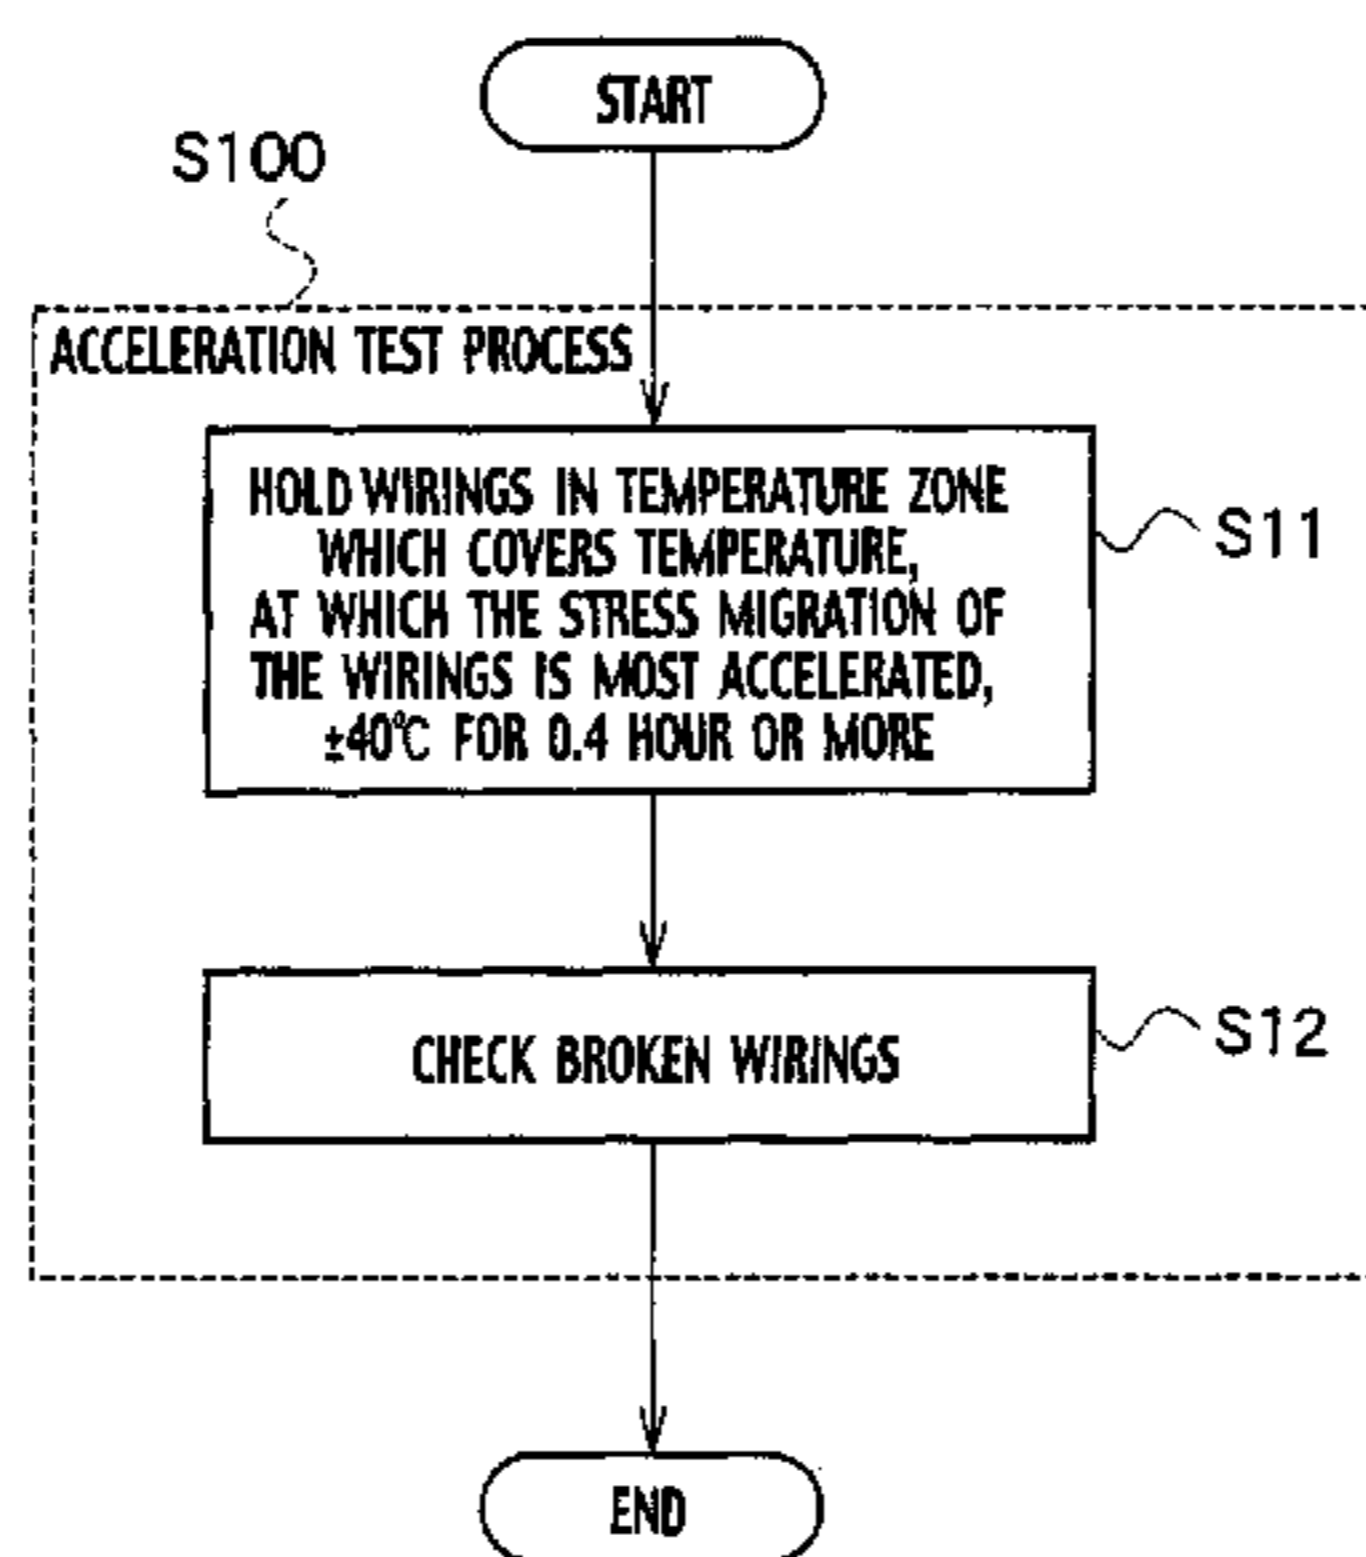 START
S100
ACCELERATION TEST PROCESS
HOLD WIRINGS IN TEMPERATURE ZONE
WHICH COVERS TEMPERATURE,
AT WHICH THE STRESS MIGRATION OF
THE WIRINGS IS MOST ACCELERATED,
±40℃ FOR 0.4 HOUR OR MORE
S11
CHECK BROKEN WIRINGS
S12
END